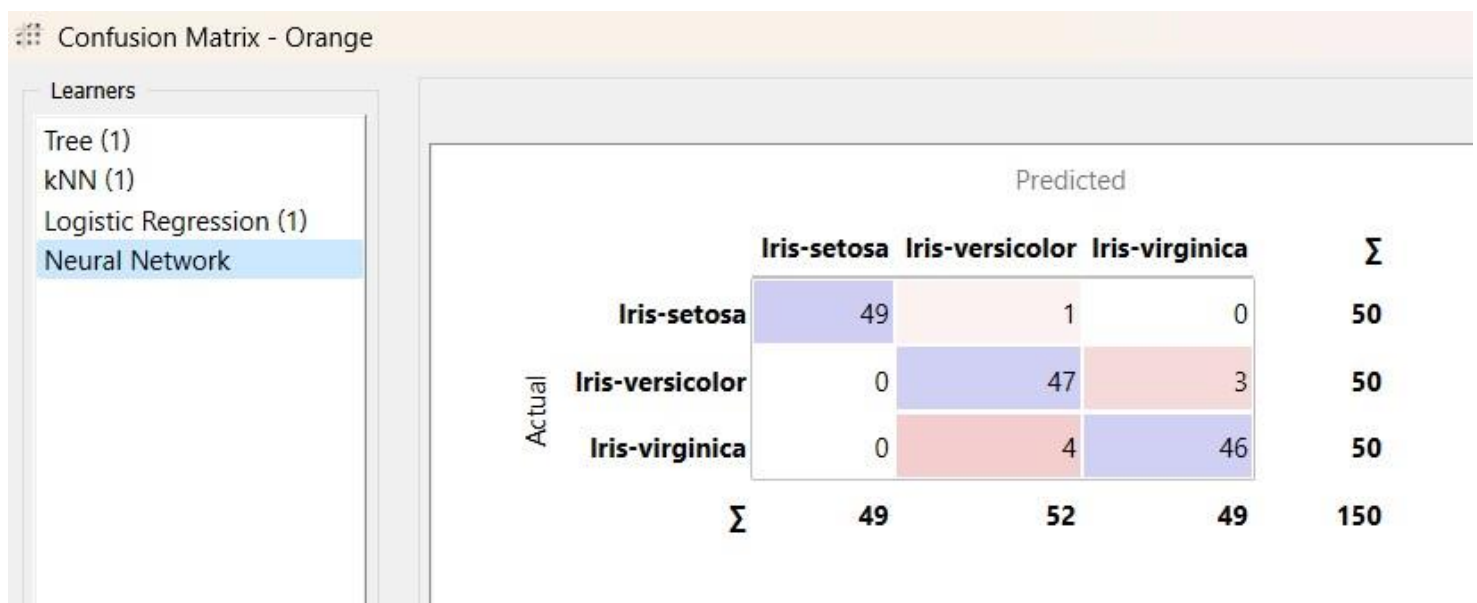 Confusion Matrix - Orange
Learners
Tree (1)
kNN (1)
Logistic Regression (1)
Neural Network
Predicted
Iris-setosa Iris-versicolor Iris-virginica Σ
Iris-setosa 49 1 0 50
Actual
Iris-versicolor 0 47 3 50
Iris-virginica 0 4 46 50
Σ 49 52 49 150